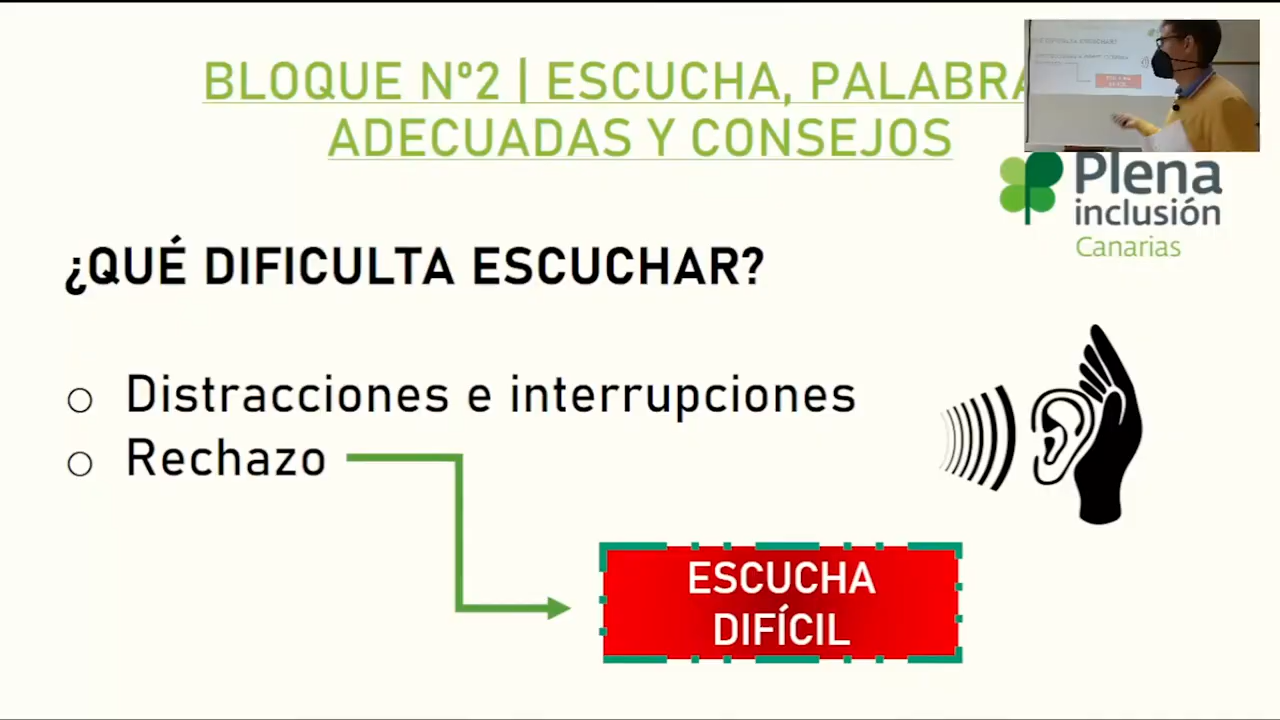 BLOQUE Nº2 | ESCUCHA, PALABRA
ADECUADAS Y CONSEJOS
Plena
inclusión
Canarias
¿QUÉ DIFICULTA ESCUCHAR?
Distracciones e interrupciones
Rechazo
ESCUCHA
DIFÍCIL